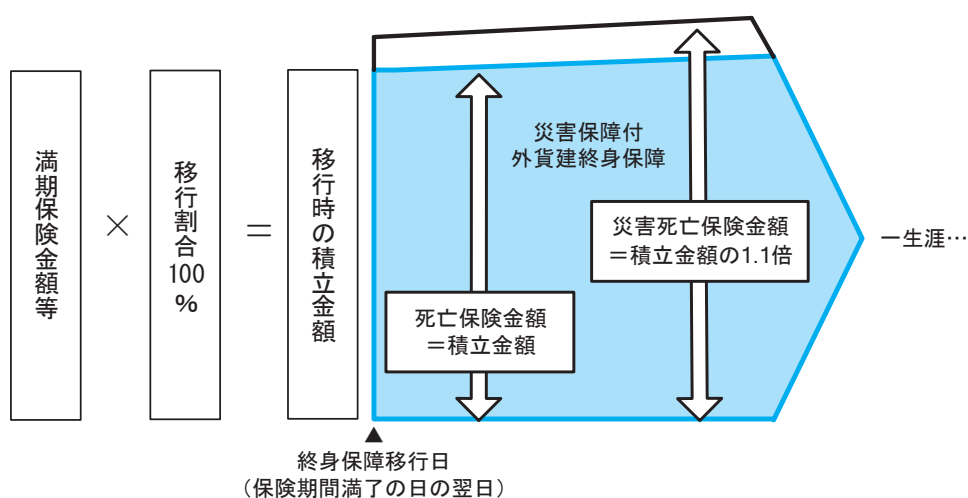 満期保険金額等
×
移行割合100%
＝
移行時の積立金額
災害保障付
外貨建終身保障
死亡保険金額
＝積立金額
災害死亡保険金額
＝積立金額の1.1倍
一生涯…
▲
終身保障移行日
（保険期間満了の日の翌日）